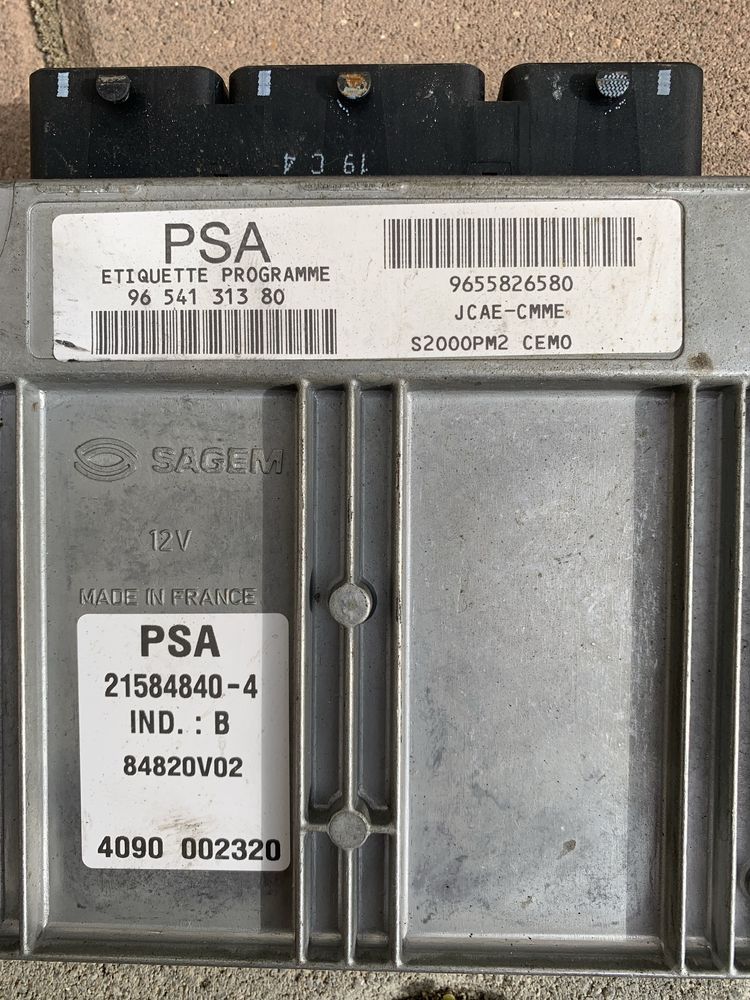 19 C 4
PSA
ETIQUETTE PROGRAMME
96 541 313 80
9655826580
JCAE-CMME
S2000PM2 CEMO
SAGEM
12V
MADE IN FRANCE
PSA
21584840-4
IND. : B
84820V02
4090 002320